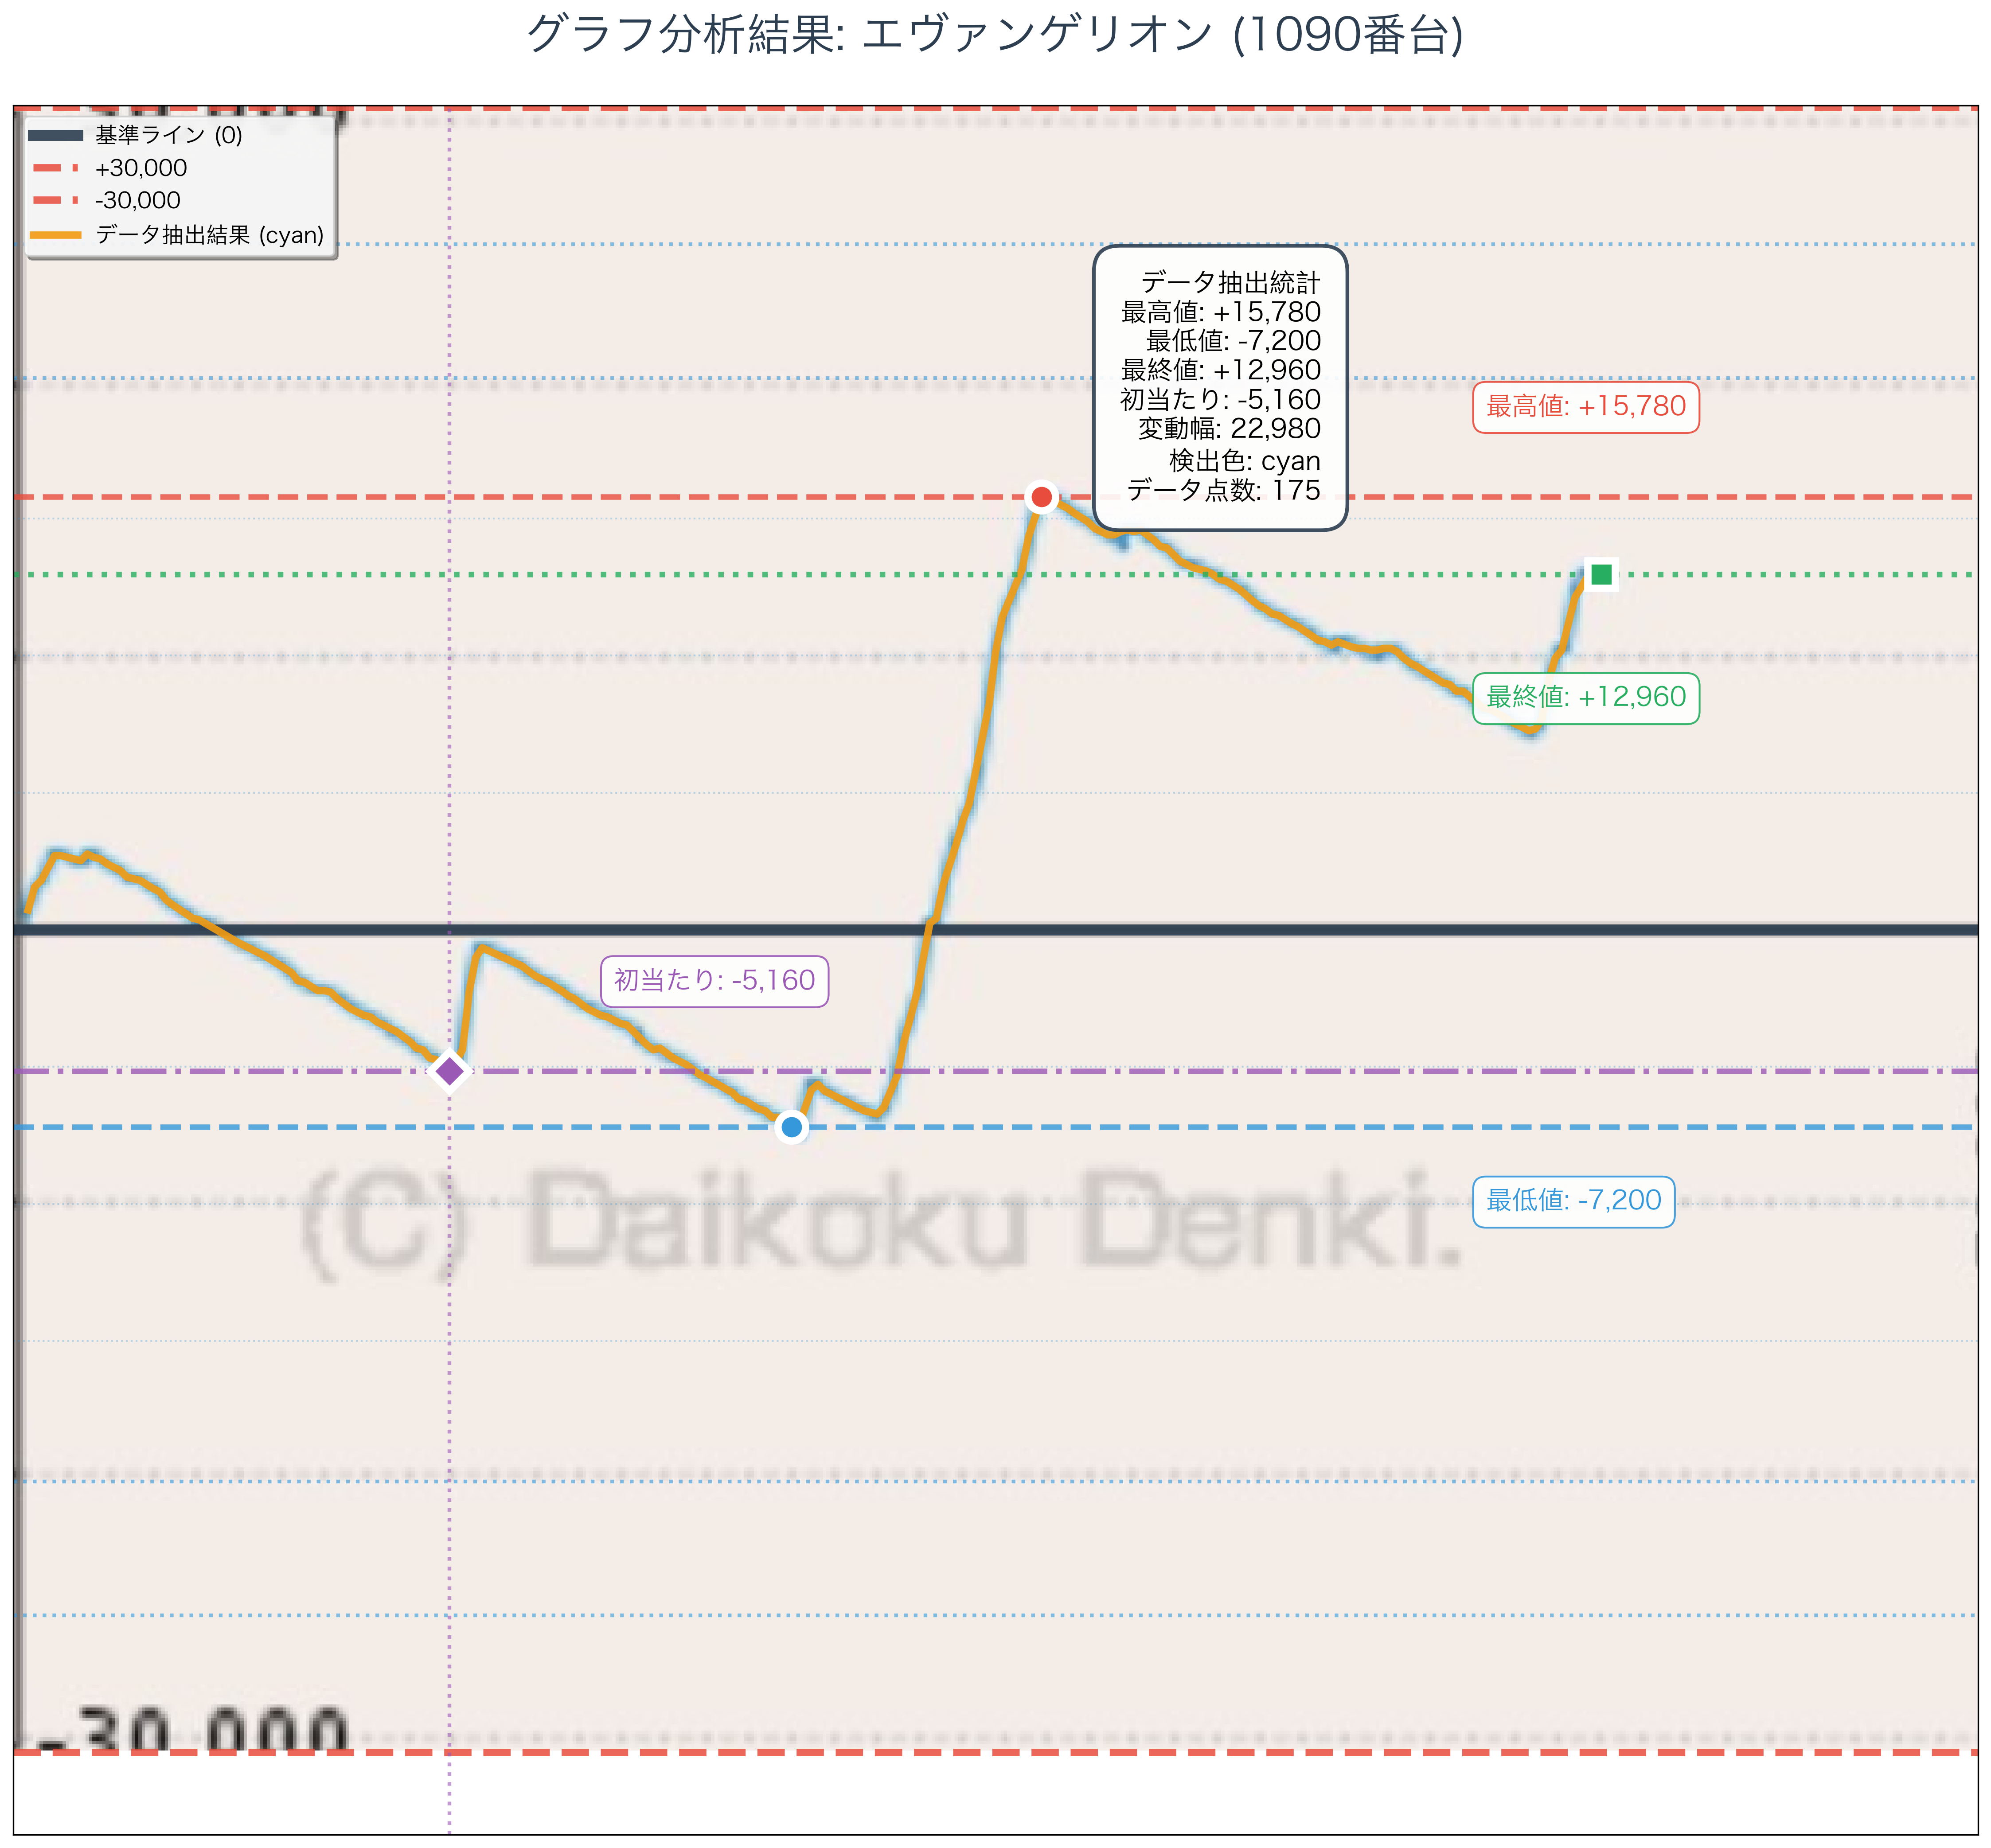 グラフ分析結果: エヴァンゲリオン (1090番台)
基準ライン (0)
+30,000
-30,000
データ抽出結果 (cyan)
データ抽出統計
最高値: +15,780
最低値: -7,200
最終値: +12,960
初当たり: -5,160
変動幅: 22,980
検出色: cyan
データ点数: 175
最高値: +15,780
最終値: +12,960
初当たり: -5,160
最低値: -7,200
(C) Daikoku Denki.
-30,000